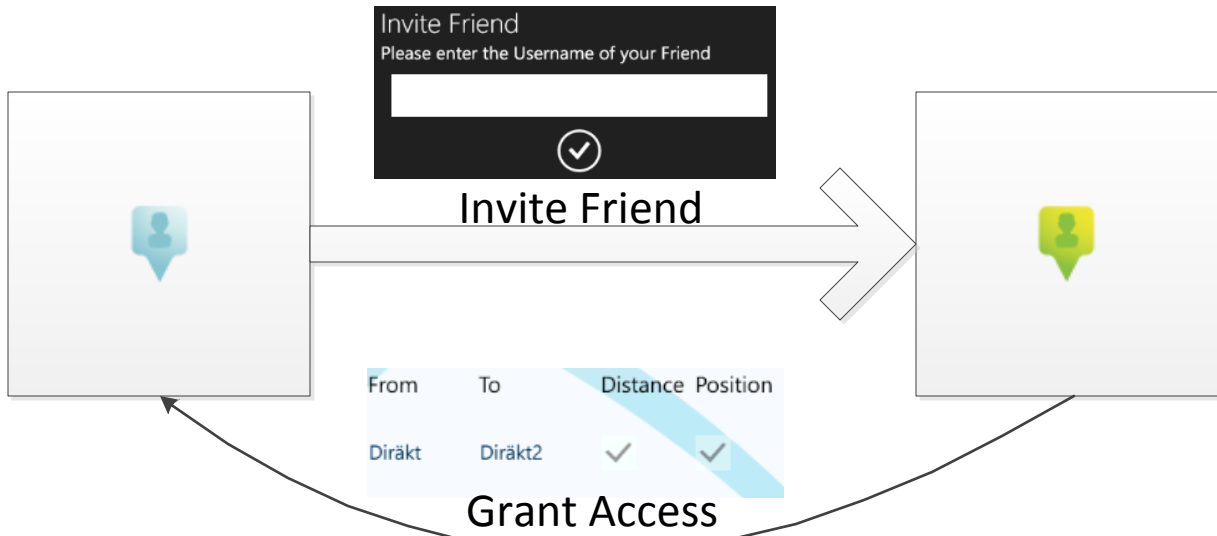 Invite Friend
Please enter the Username of your Friend
Invite Friend
From To Distance Position
Diräkt Diräkt2
Grant Access